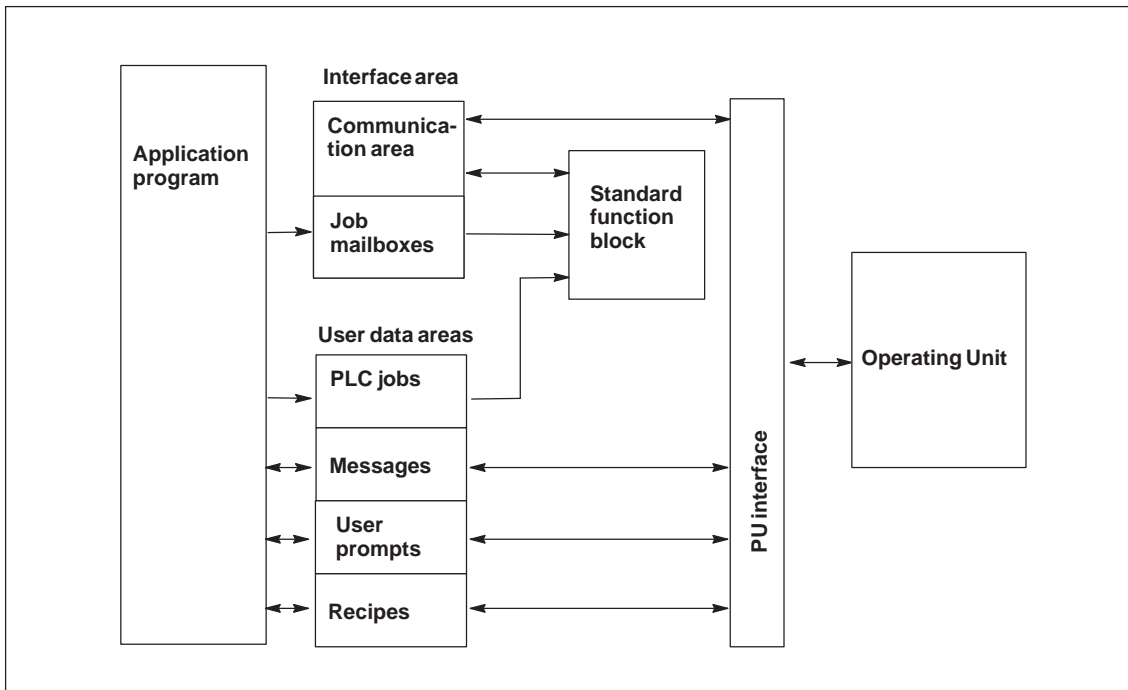 Application
program
Interface area
Communica-
tion area
Job
mailboxes
Standard
function
block
User data areas
PLC jobs
Messages
User
prompts
Recipes
PU interface
Operating Unit